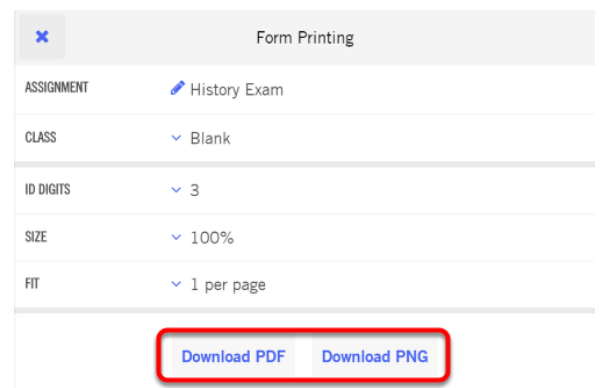 Form Printing
ASSIGNMENT History Exam
CLASS Blank
ID DIGITS 3
SIZE 100%
FIT 1 per page
Download PDF Download PNG